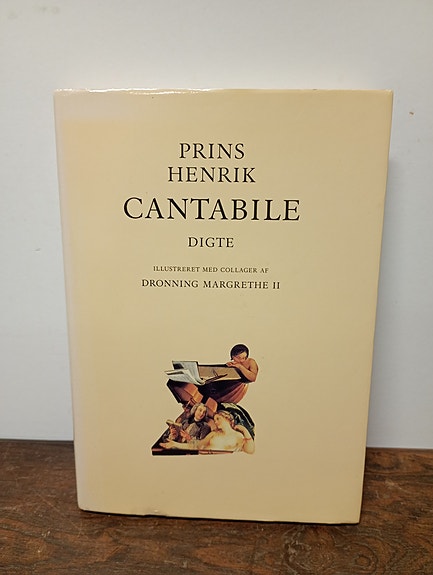 PRINS
HENRIK
CANTABILE
DIGTE
ILLUSTRERET MED COLLAGER AF
DRONNING MARGRETHE II